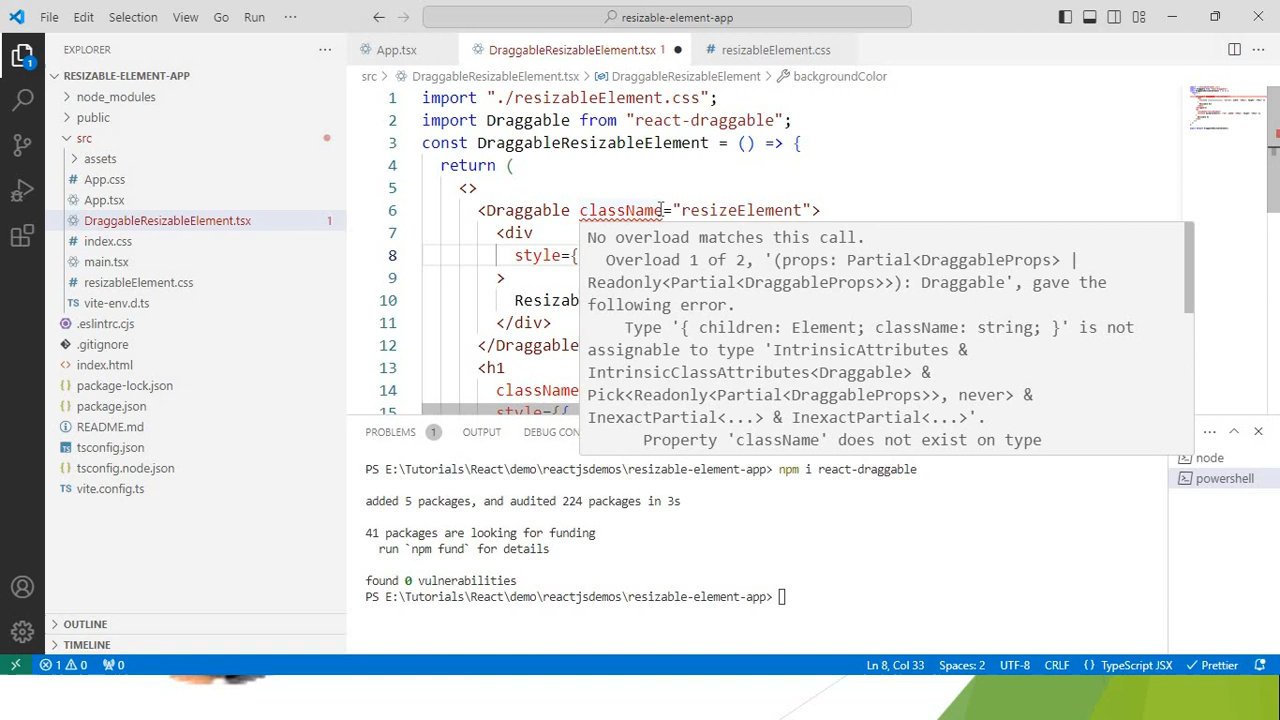 File Edit Selection View Go Run ···
resizable-element-app
EXPLORER
RESIZABLE-ELEMENT-APP
node_modules
public
src
assets
App.css
App.tsx
DraggableResizableElement.tsx 1
index.css
main.tsx
resizableElement.css
vite-env.d.ts
.eslintrc.cjs
.gitignore
index.html
package-lock.json
package.json
README.md
tsconfig.json
tsconfig.node.json
vite.config.ts
OUTLINE
TIMELINE
App.tsx DraggableResizableElement.tsx 1 resizableElement.css
src > DraggableResizableElement.tsx > DraggableResizableElement > backgroundColor
1 import "./resizableElement.css";
2 import Draggable from "react-draggable";
3 const DraggableResizableElement = () => {
4 return (
5 <>
6 <Draggable className="resizeElement">
7 <div
8 style={
9 >
10 Resizab
11 </div>
12 </Draggable
13 <h1
14 className
15 style={{
No overload matches this call.
Overload 1 of 2, '(props: Partial<DraggableProps> |
Readonly<Partial<DraggableProps>>): Draggable', gave the
following error.
Type '{ children: Element; className: string; }' is not
assignable to type 'IntrinsicAttributes &
IntrinsicClassAttributes<Draggable> &
Pick<Readonly<Partial<DraggableProps>>, never> &
InexactPartial<...> & InexactPartial<...>'.
Property 'className' does not exist on type
PROBLEMS 1 OUTPUT DEBUG CON
PS E:\Tutorials\React\demo\reactjsdemos\resizable-element-app> npm i react-draggable
added 5 packages, and audited 224 packages in 3s
41 packages are looking for funding
run `npm fund` for details
found 0 vulnerabilities
PS E:\Tutorials\React\demo\reactjsdemos\resizable-element-app>
node
powershell
1 0 0 Ln 8, Col 33 Spaces: 2 UTF-8 CRLF { } TypeScript JSX Prettier